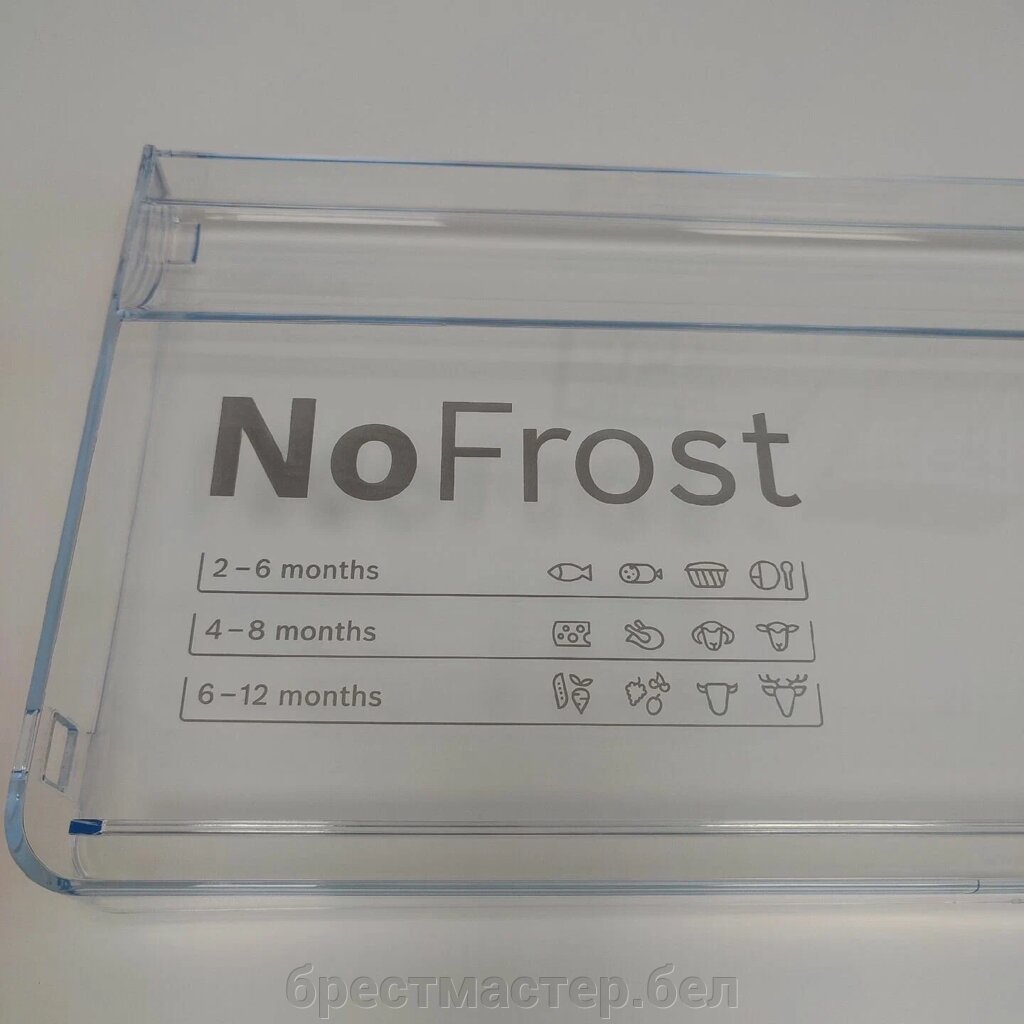 NoFrost
2–6 months
4–8 months
6–12 months
брестмастер.бел